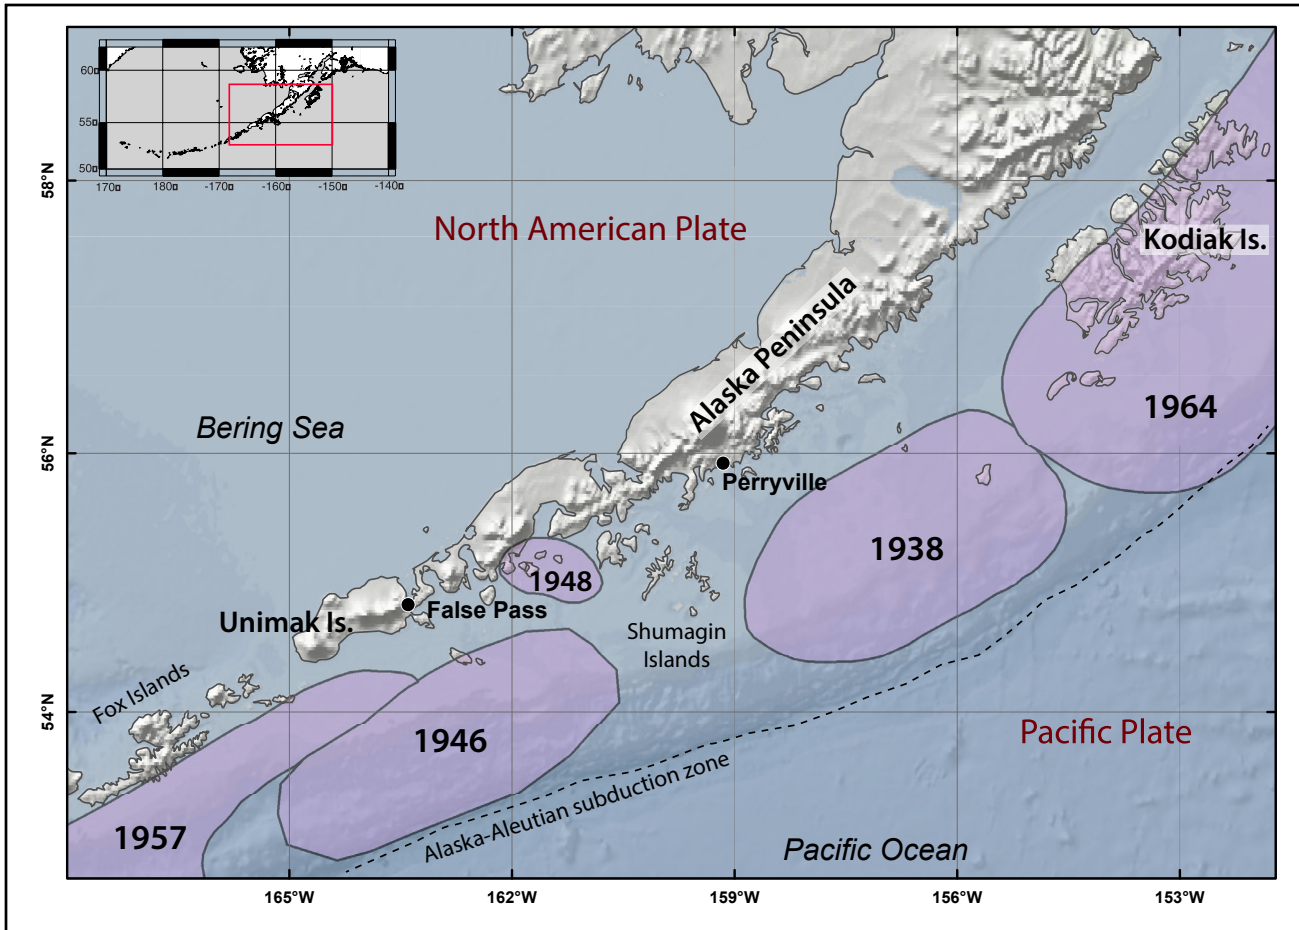 60▯
55▯
50▯
170▯
180▯
-170▯
-160▯
-150▯
-140▯
58°N
56°N
54°N
North American Plate
Kodiak Is.
Alaska Peninsula
1964
Bering Sea
Perryville
1938
1948
False Pass
Unimak Is.
Shumagin
Islands
Fox Islands
1946
Pacific Plate
Alaska-Aleutian subduction zone
1957
Pacific Ocean
165°W
162°W
159°W
156°W
153°W